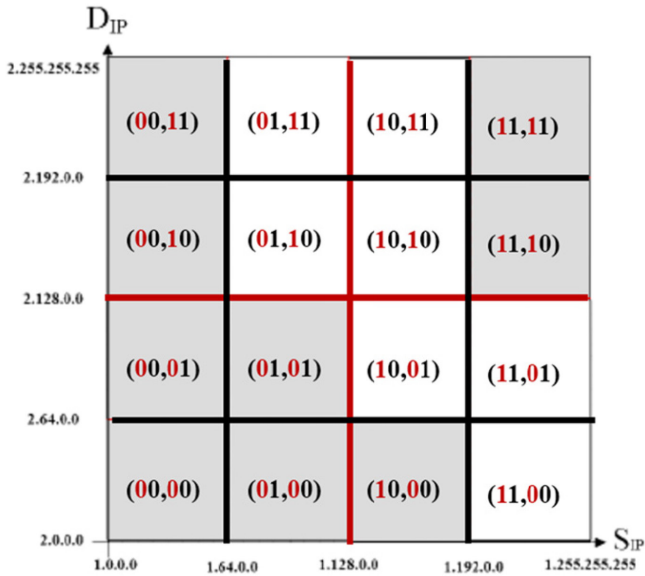 D_IP
2.255.255.255
(00,11) (01,11) (10,11) (11,11)
2.192.0.0
(00,10) (01,10) (10,10) (11,10)
2.128.0.0
(00,01) (01,01) (10,01) (11,01)
2.64.0.0
(00,00) (01,00) (10,00) (11,00)
2.0.0.0 S_IP
1.0.0.0 1.64.0.0 1.128.0.0 1.192.0.0 1.255.255.255